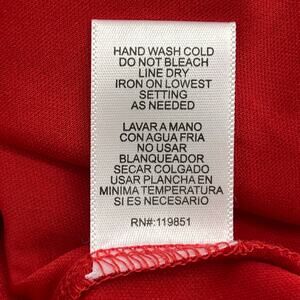 HAND WASH COLD
DO NOT BLEACH
LINE DRY
IRON ON LOWEST
SETTING
AS NEEDED
LAVAR A MANO
CON AGUA FRIA
NO USAR
BLANQUEADOR
SECAR COLGADO
USAR PLANCHA EN
MINIMA TEMPERATURA
SI ES NECESARIO
RN#:119851